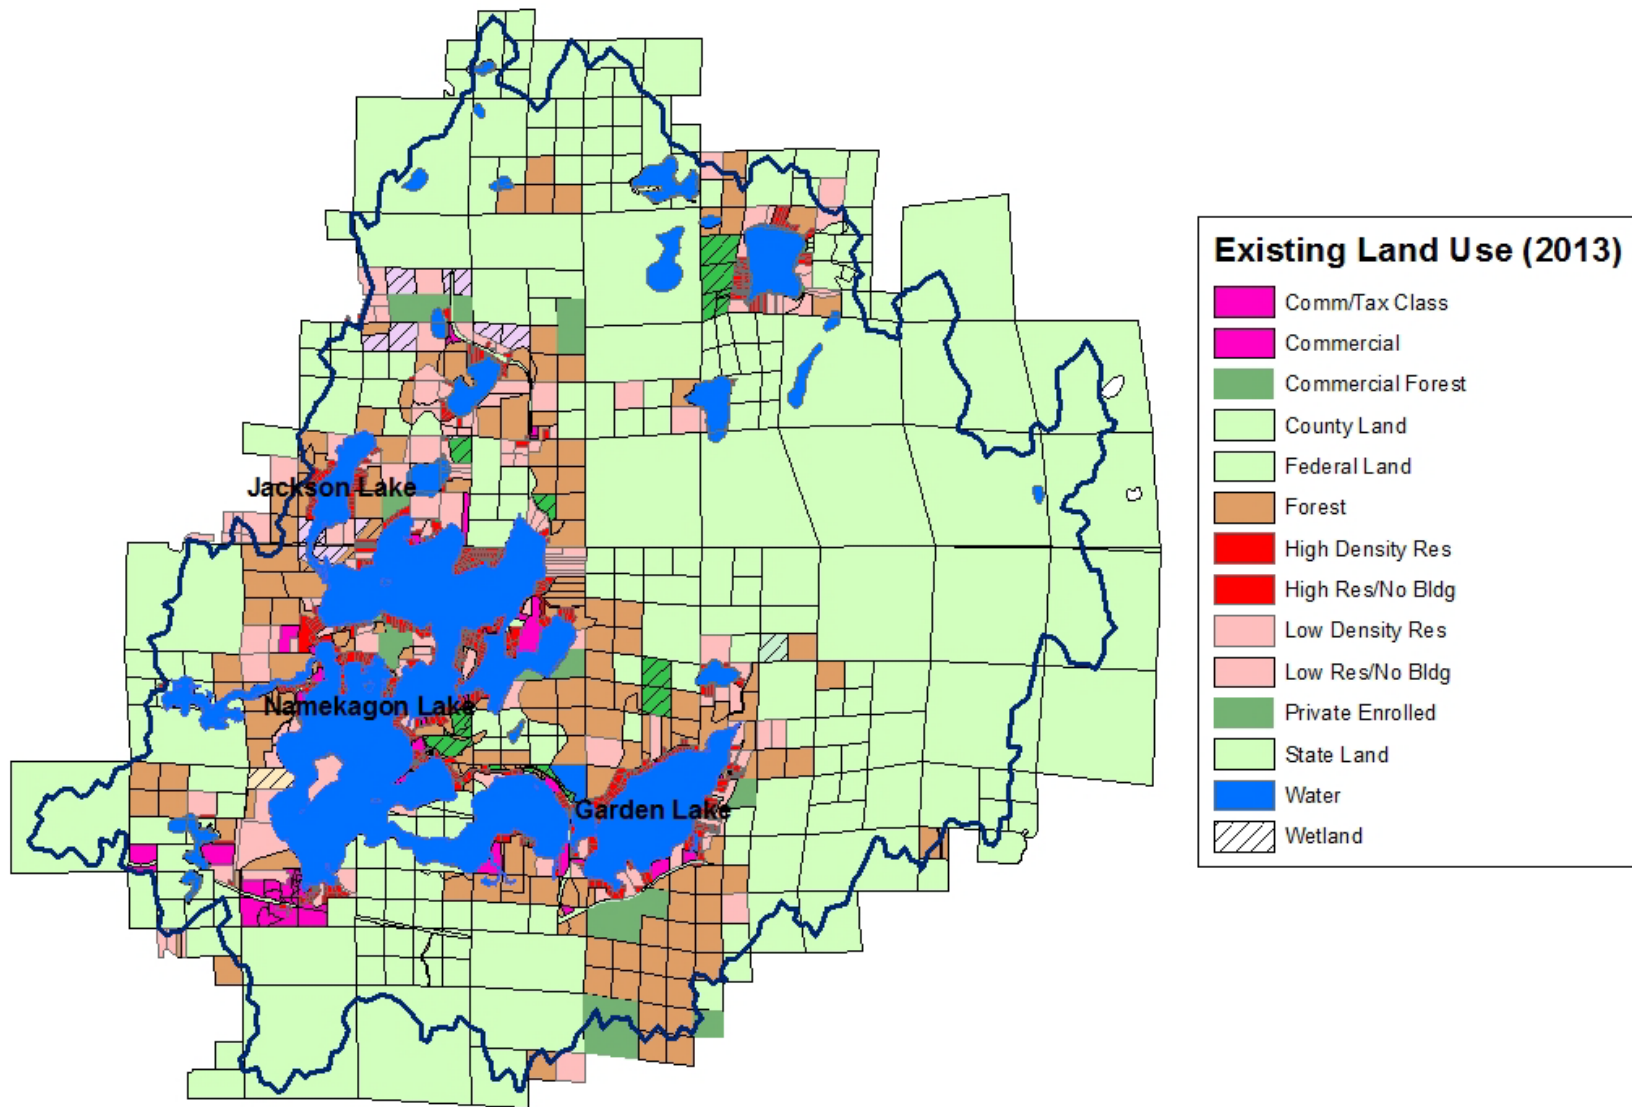 Existing Land Use (2013)
Comm/Tax Class
Commercial
Commercial Forest
County Land
Federal Land
Forest
High Density Res
High Res/No Bldg
Low Density Res
Low Res/No Bldg
Private Enrolled
State Land
Water
Wetland
Jackson Lake
Namekagon Lake
Garden Lake